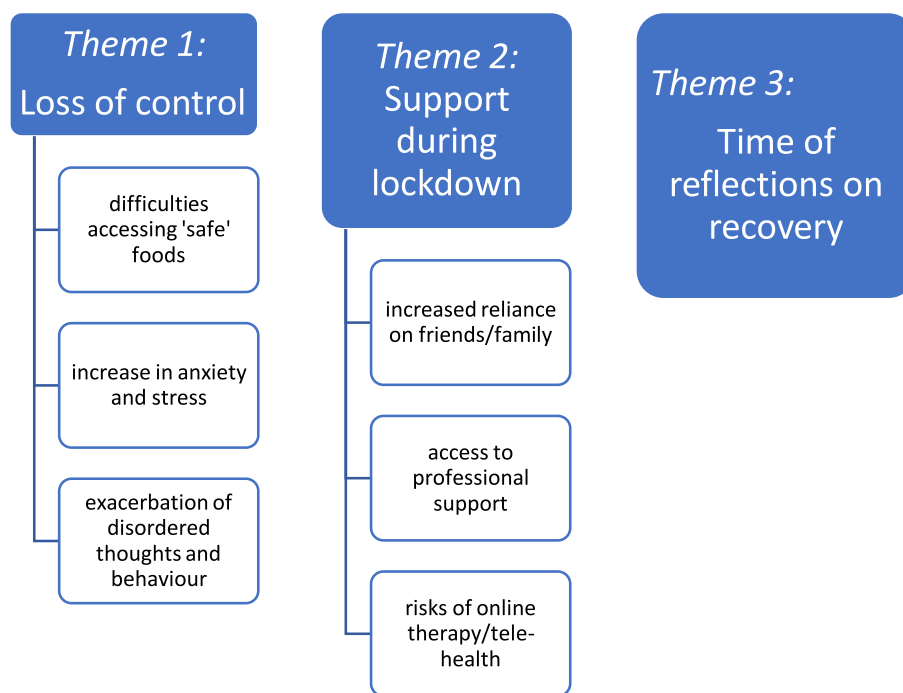 Theme 1:
Loss of control
difficulties
accessing 'safe'
foods
increase in anxiety
and stress
exacerbation of
disordered
thoughts and
behaviour
Theme 2:
Support
during
lockdown
increased reliance
on friends/family
access to
professional
support
risks of online
therapy/tele-
health
Theme 3:
Time of
reflections on
recovery